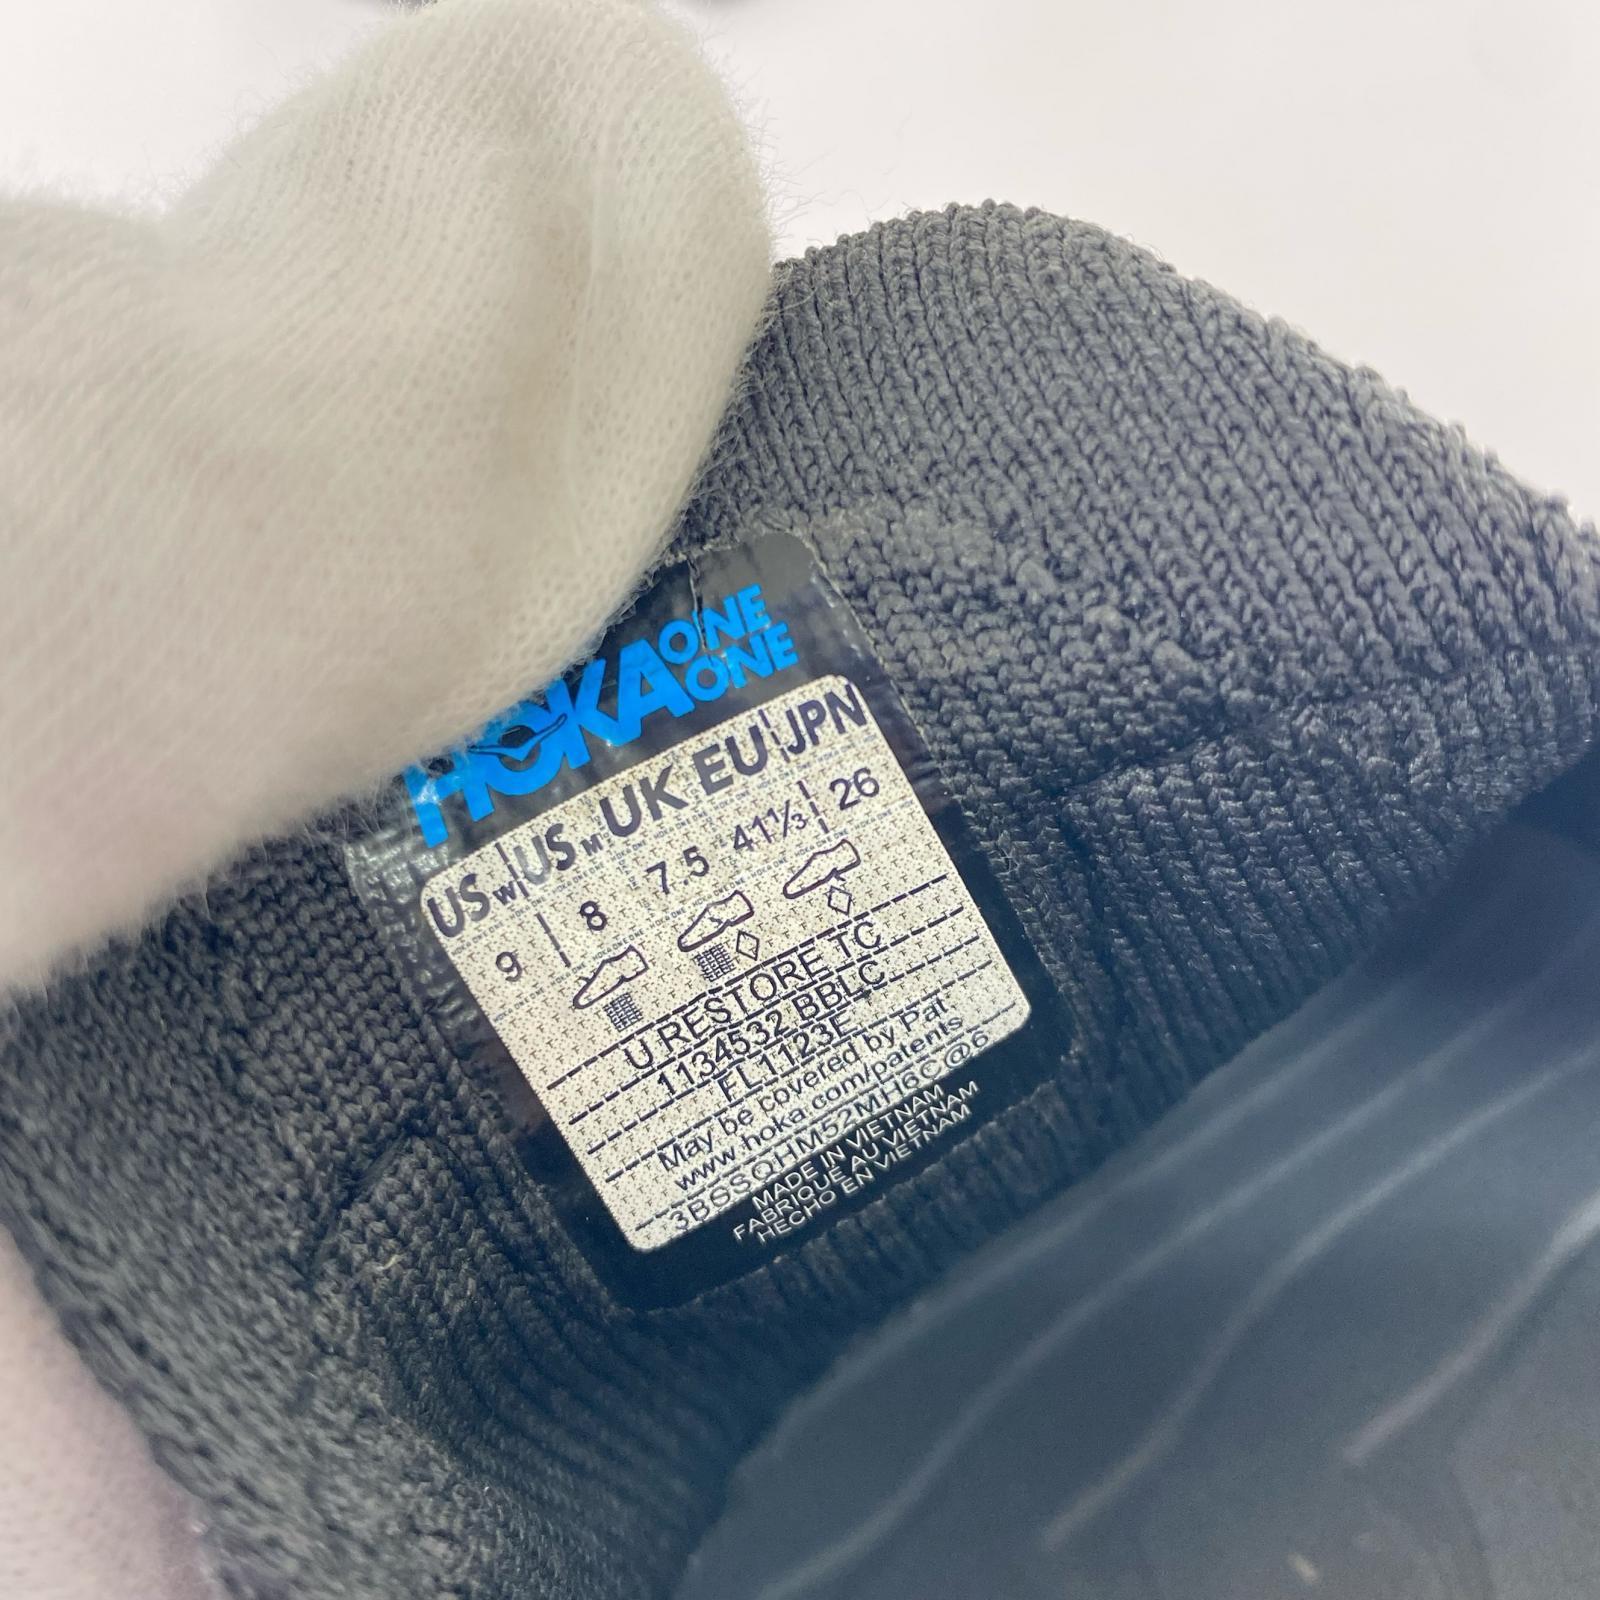 HOKA ONE ONE
US W US M UK EU JPN
9 8 7.5 41⅓ 26
U RESTORE TC
1134532 BBLC
FL1123E
May be covered by Pat
www.hoka.com/patents
MADE IN VIETNAM
FABRIQUE AU VIETNAM
HECHO EN VIETNAM